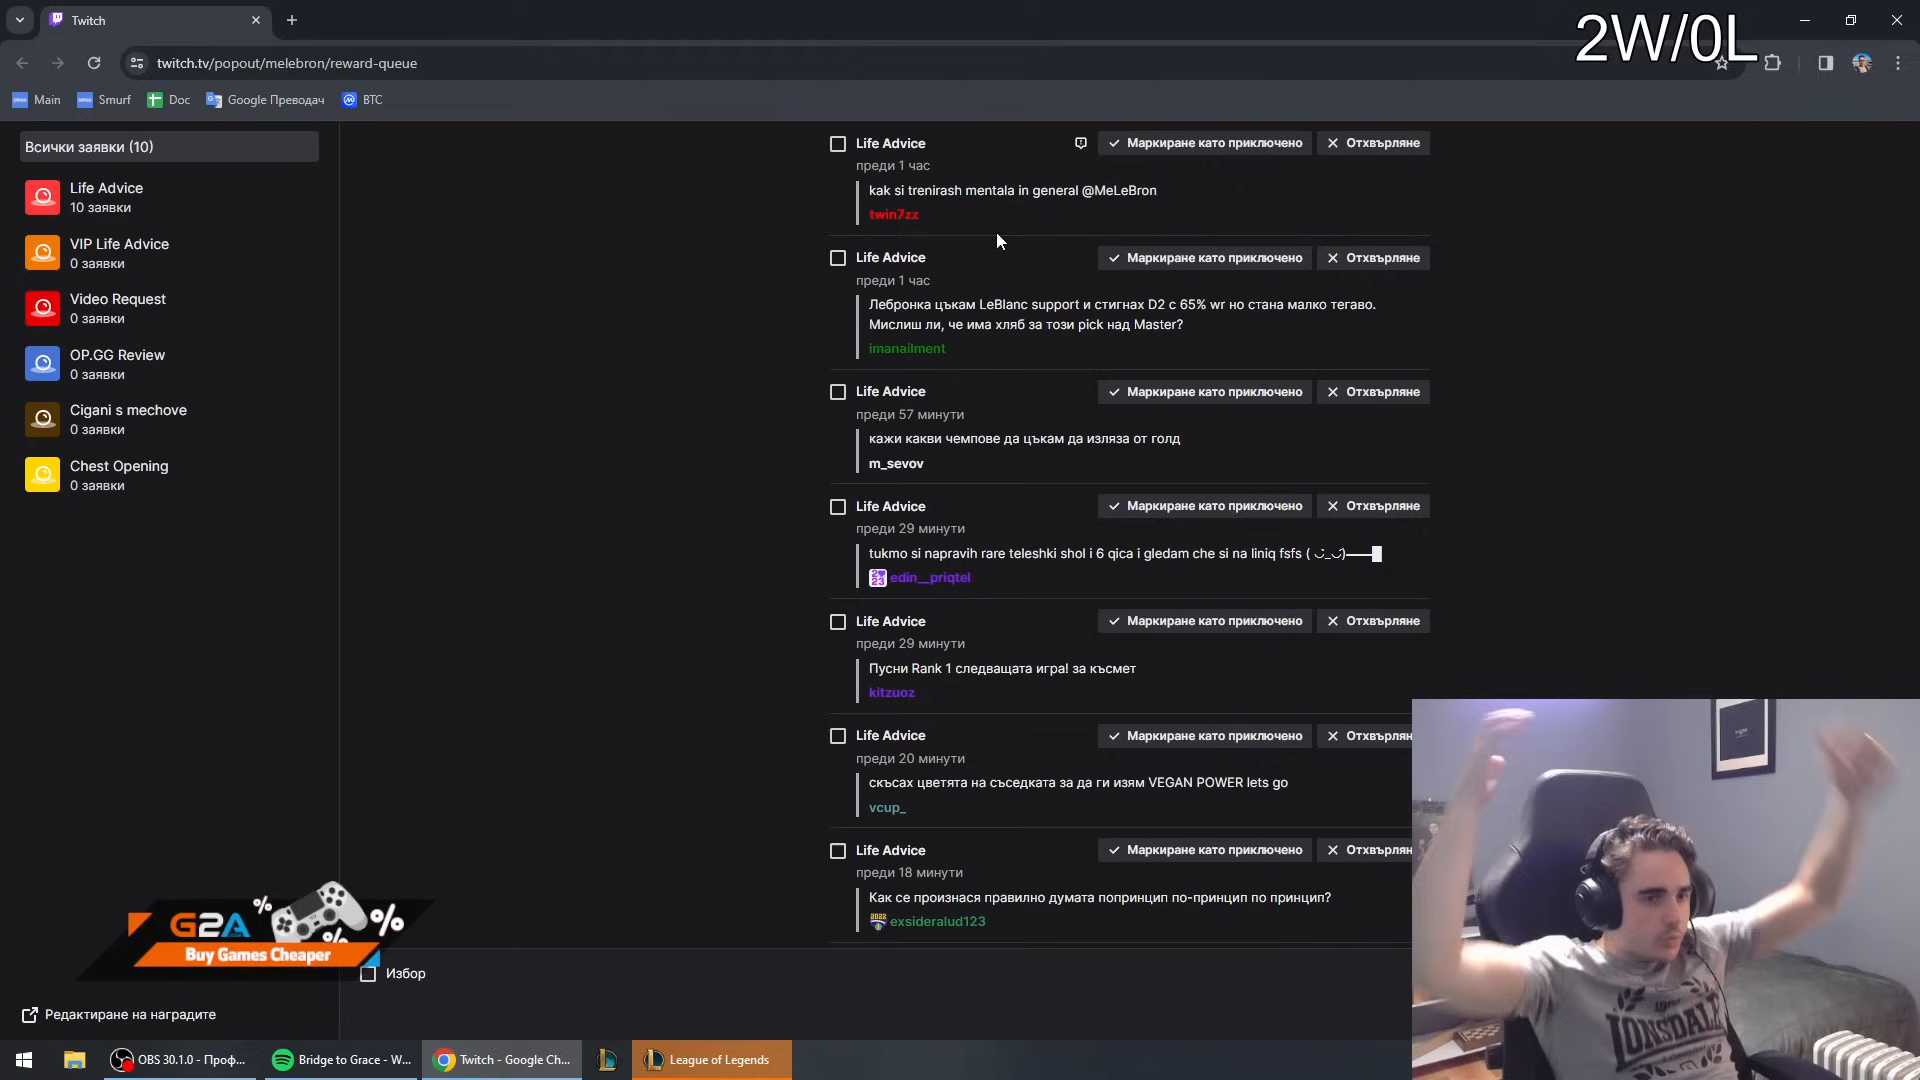 Twitch
2W/0L
twitch.tv/popout/melebron/reward-queue
Main
Smurf
Doc
Google Преводач
BTC
Всички заявки (10)
Life Advice
10 заявки
VIP Life Advice
0 заявки
Video Request
0 заявки
OP.GG Review
0 заявки
Cigani s mechove
0 заявки
Chest Opening
0 заявки
Life Advice
Маркиране като приключено
Отхвърляне
преди 1 час
kak si trenirash mentala in general @MeLeBron
twin7zz
Life Advice
Маркиране като приключено
Отхвърляне
преди 1 час
Лебронка цъкам LeBlanc support и стигнах D2 с 65% wr но стана малко тегаво.
Мислиш ли, че има хляб за този pick над Master?
imanailment
Life Advice
Маркиране като приключено
Отхвърляне
преди 57 минути
кажи какви чемпове да цъкам да изляза от голд
m_sevov
Life Advice
Маркиране като приключено
Отхвърляне
преди 29 минути
tukmo si napravih rare teleshki shol i 6 qica i gledam che si na liniq fsfs
edin__priqtel
Life Advice
Маркиране като приключено
Отхвърляне
преди 29 минути
Пусни Rank 1 следващата игра! за късмет
kitzuoz
Life Advice
Маркиране като приключено
Отхвърлян
преди 20 минути
скъсах цветята на съседката за да ги изям VEGAN POWER lets go
vcup_
Life Advice
Маркиране като приключено
Отхвърлян
преди 18 минути
Как се произнася правилно думата попринцип по-принцип по принцип?
exsideralud123
G2A
Buy Games Cheaper
Избор
Редактиране на наградите
LONSDALE
OBS 30.1.0 - Проф...
Bridge to Grace - W...
Twitch - Google Ch...
League of Legends